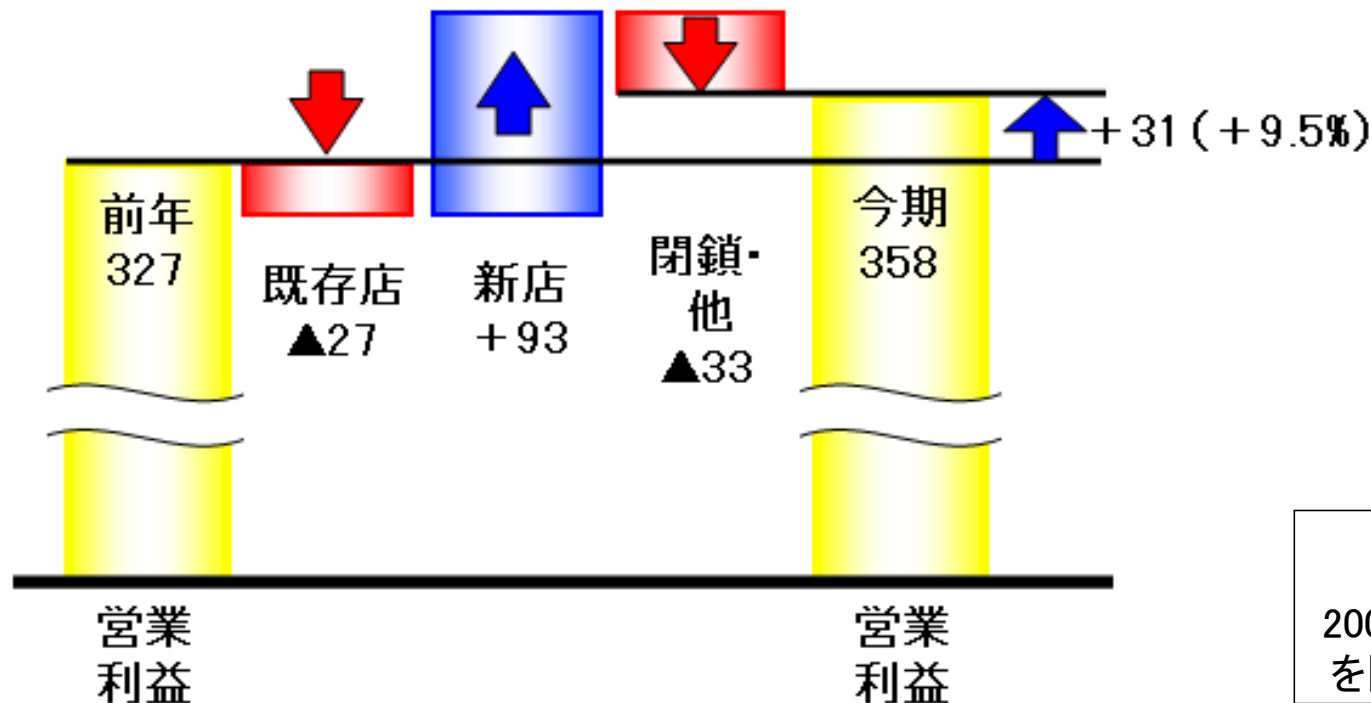 前年
327
既存店
▲27
新店
＋93
閉鎖・
他
▲33
今期
358
＋31（＋9.5%）
営業
利益
営業
利益
200
を